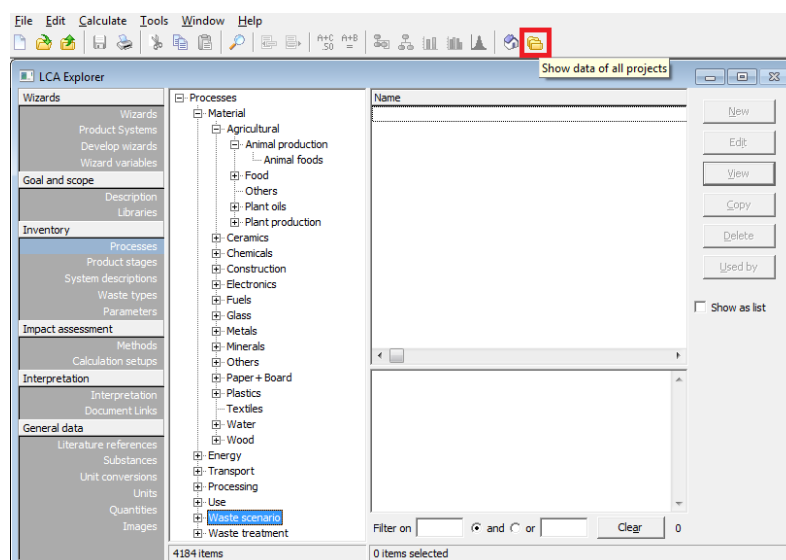 File Edit Calculate Tools Window Help
A+C
50
A+B
=
Show data of all projects
LCA Explorer
Wizards
Wizards
Product Systems
Develop wizards
Wizard variables
Goal and scope
Description
Libraries
Inventory
Processes
Product stages
System descriptions
Waste types
Parameters
Impact assessment
Methods
Calculation setups
Interpretation
Interpretation
Document Links
General data
Literature references
Substances
Unit conversions
Units
Quantities
Images
Processes
Material
Agricultural
Animal production
Animal foods
Food
Others
Plant oils
Plant production
Ceramics
Chemicals
Construction
Electronics
Fuels
Glass
Metals
Minerals
Others
Paper + Board
Plastics
Textiles
Water
Wood
Energy
Transport
Processing
Use
Waste scenario
Waste treatment
4184 items
Name
Filter on and or Clear 0
0 items selected
New
Edit
View
Copy
Delete
Used by
Show as list